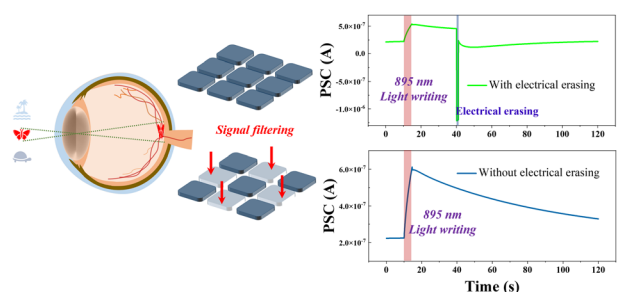 Signal filtering
PSC (A)
5.0×10⁻⁷
0.0
-5.0×10⁻⁷
-1.0×10⁻⁶
895 nm
Light writing
With electrical erasing
Electrical erasing
0 20 40 60 80 100 120
PSC (A)
6.0×10⁻⁷
4.0×10⁻⁷
2.0×10⁻⁷
Without electrical erasing
895 nm
Light writing
0 20 40 60 80 100 120
Time (s)